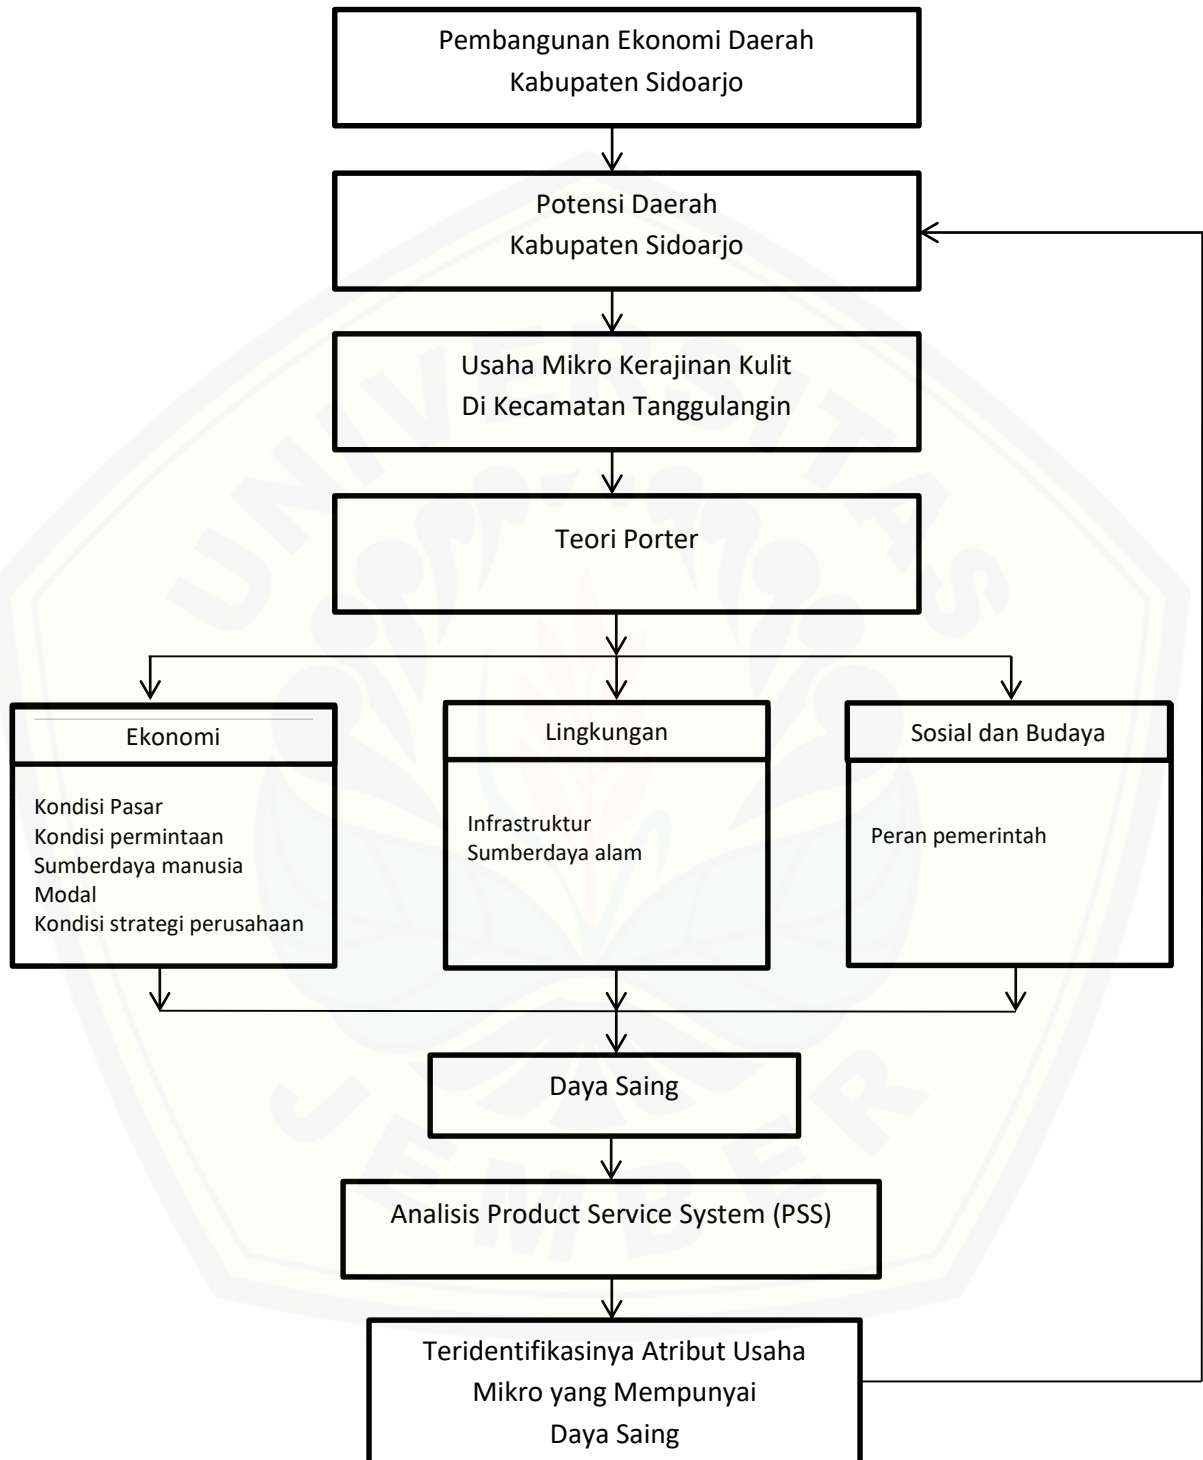 Pembangunan Ekonomi Daerah
Kabupaten Sidoarjo
Potensi Daerah
Kabupaten Sidoarjo
Usaha Mikro Kerajinan Kulit
Di Kecamatan Tanggulangin
Teori Porter
Ekonomi
Kondisi Pasar
Kondisi permintaan
Sumberdaya manusia
Modal
Kondisi strategi perusahaan
Lingkungan
Infrastruktur
Sumberdaya alam
Sosial dan Budaya
Peran pemerintah
Daya Saing
Analisis Product Service System (PSS)
Teridentifikasinya Atribut Usaha
Mikro yang Mempunyai
Daya Saing
UNIVERSITAS
JEMBER